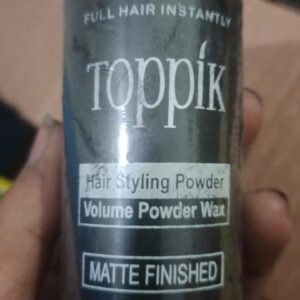 FULL HAIR INSTANTLY
TOPPIK
Hair Styling Powder
Volume Powder Wax
MATTE FINISHED